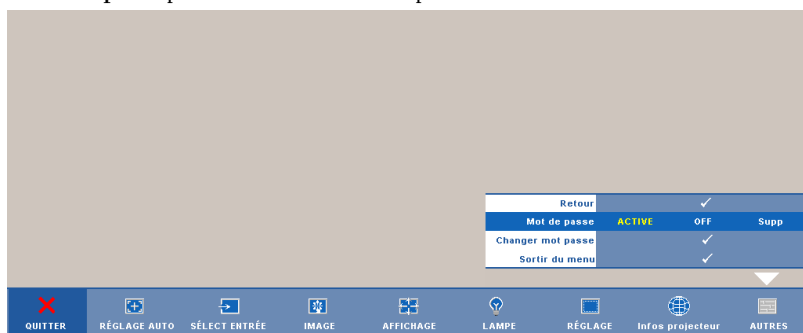 Retour
Mot de passe ACTIVE OFF Supp
Changer mot passe
Sortir du menu
QUITTER RÉGLAGE AUTO SÉLECT ENTRÉE IMAGE AFFICHAGE LAMPE RÉGLAGE Infos projecteur AUTRES